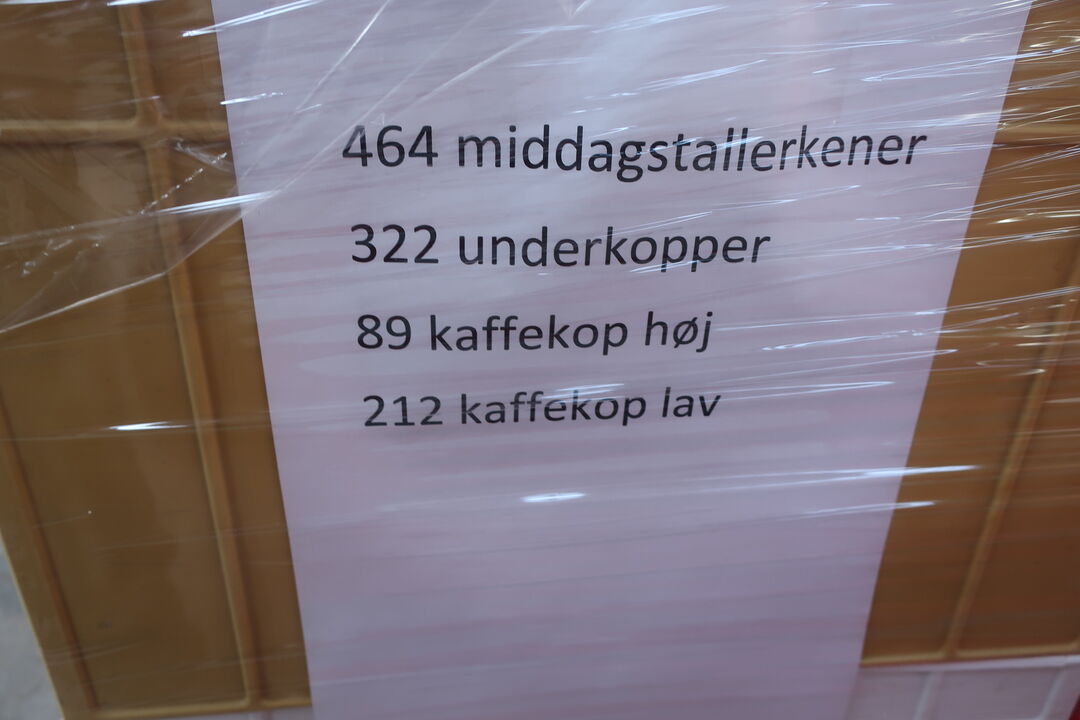 464 middagstallerkener
322 underkopper
89 kaffekop høj
212 kaffekop lav